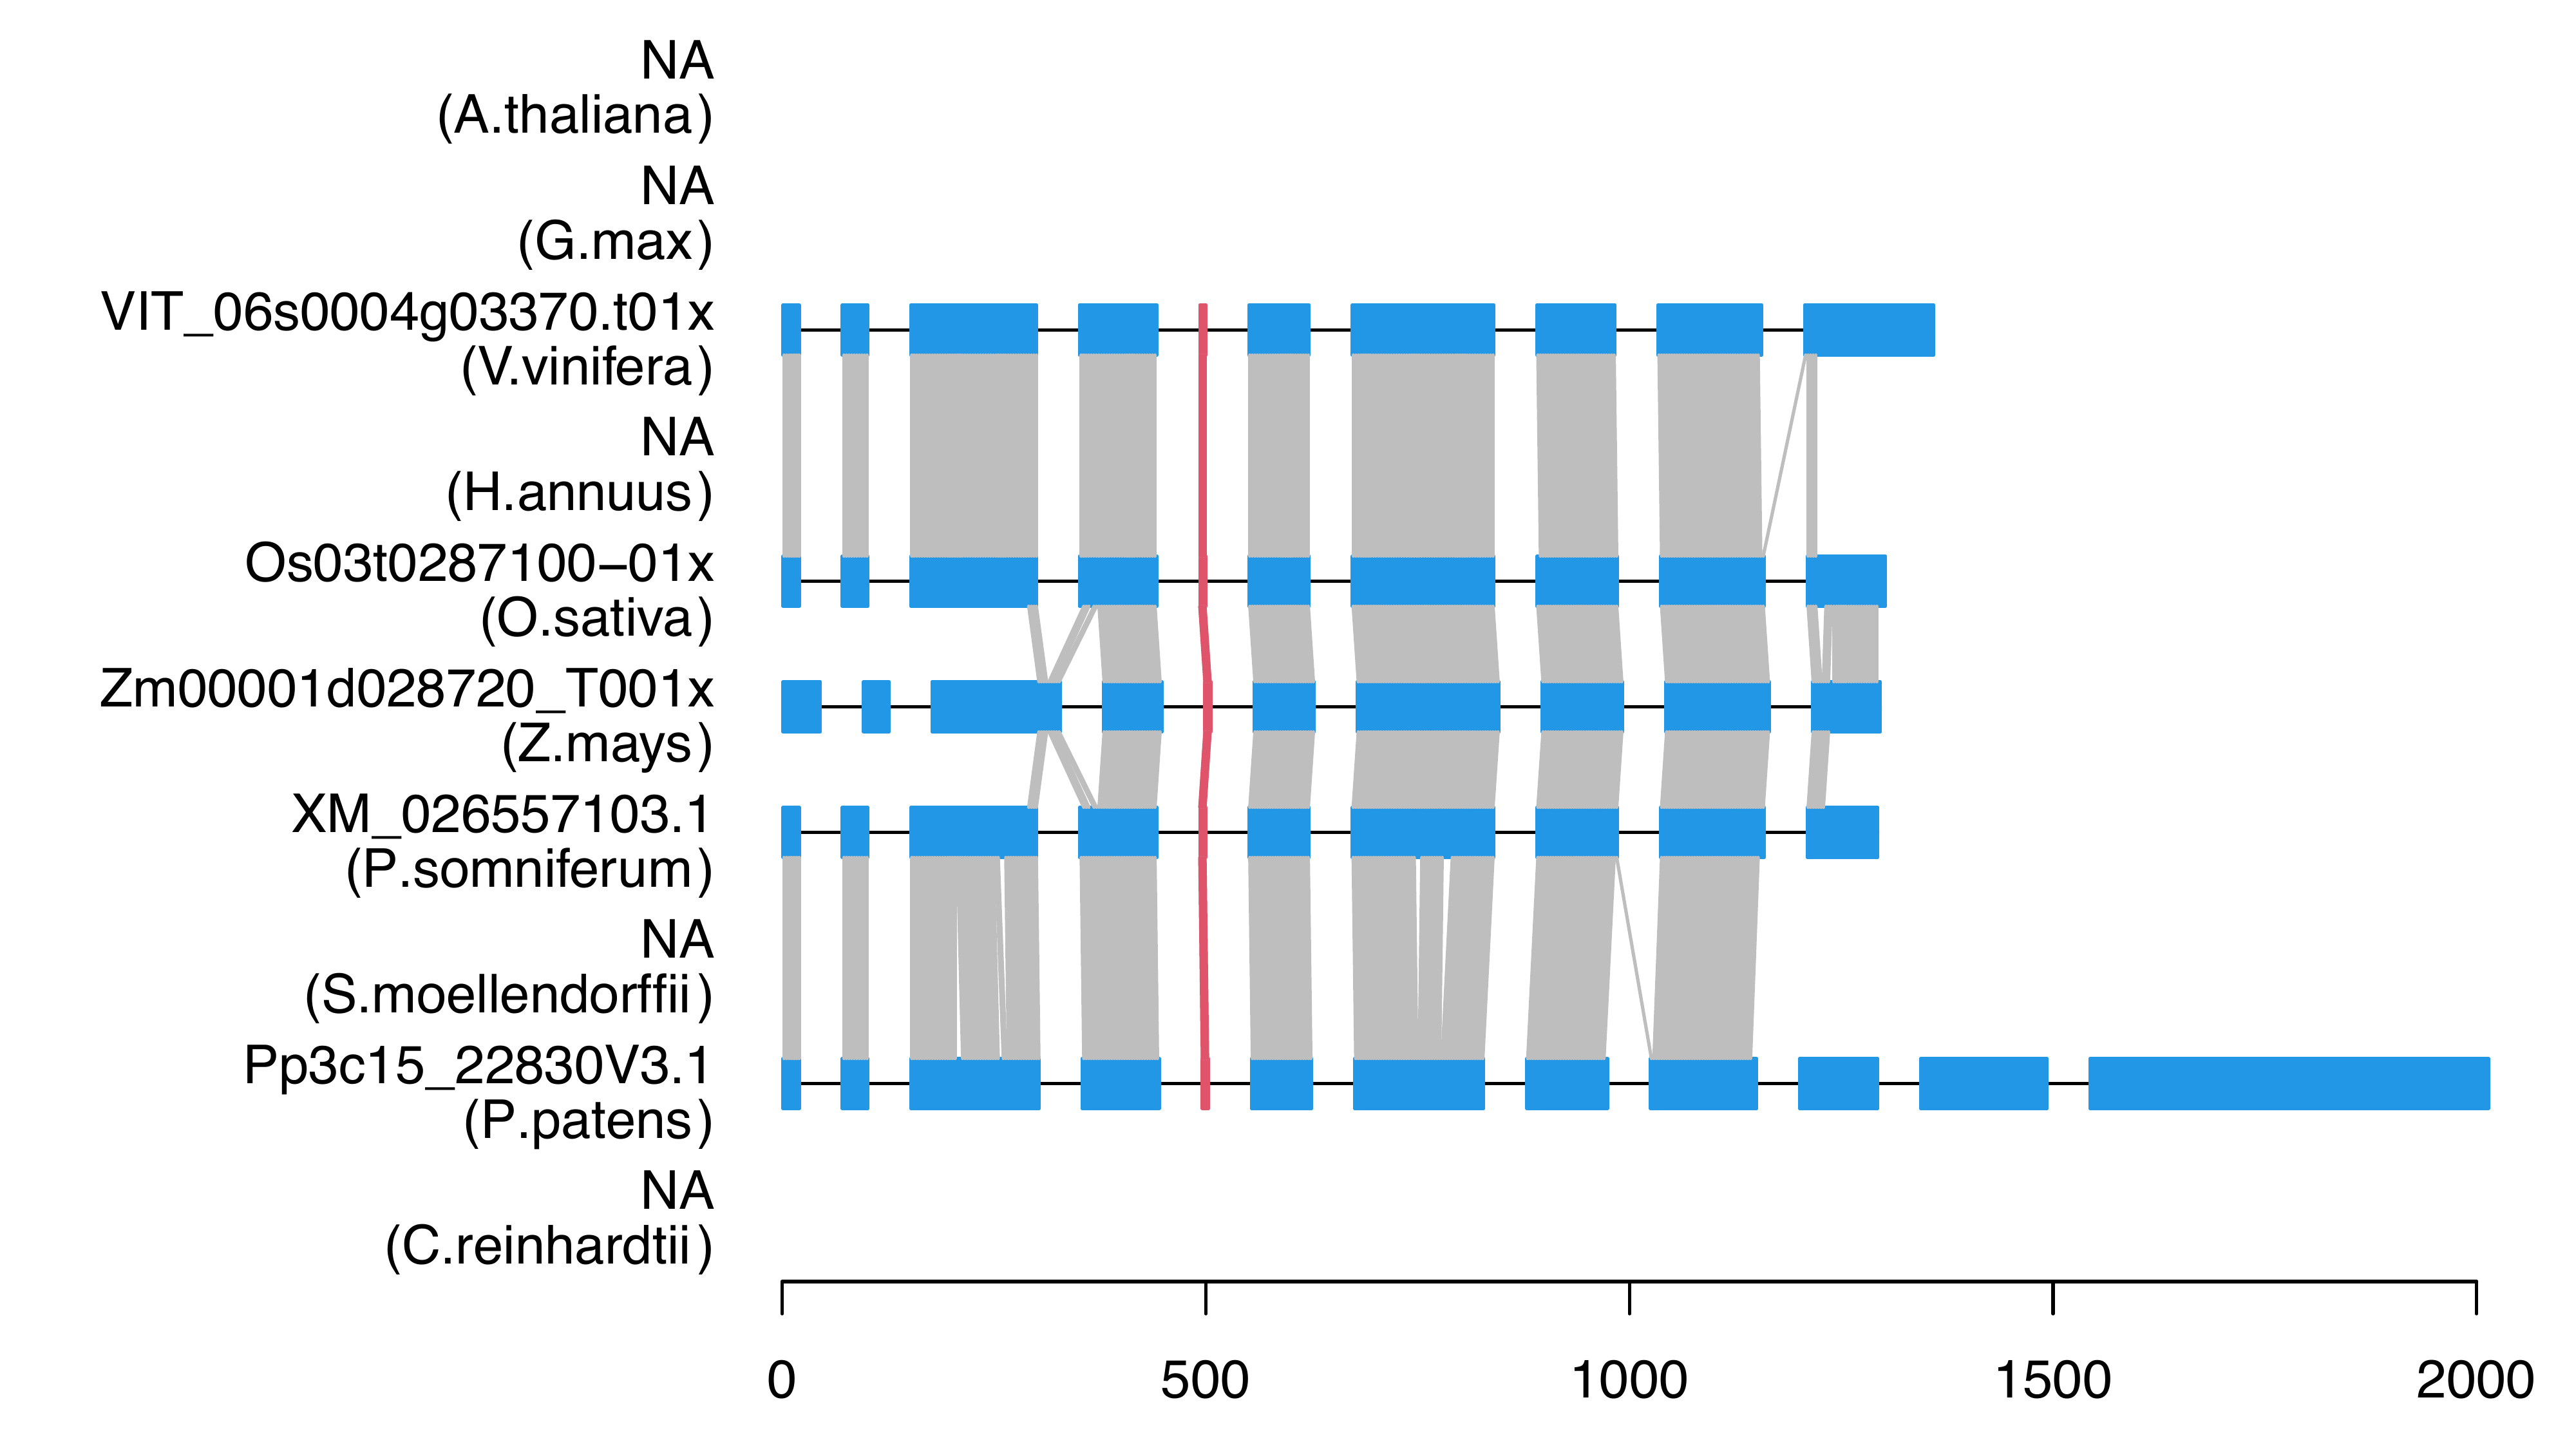 NA
(A.thaliana)
NA
(G.max)
VIT_06s0004g03370.t01x
(V.vinifera)
NA
(H.annuus)
Os03t0287100−01x
(O.sativa)
Zm00001d028720_T001x
(Z.mays)
XM_026557103.1
(P.somniferum)
NA
(S.moellendorffii)
Pp3c15_22830V3.1
(P.patens)
NA
(C.reinhardtii)
0 500 1000 1500 2000